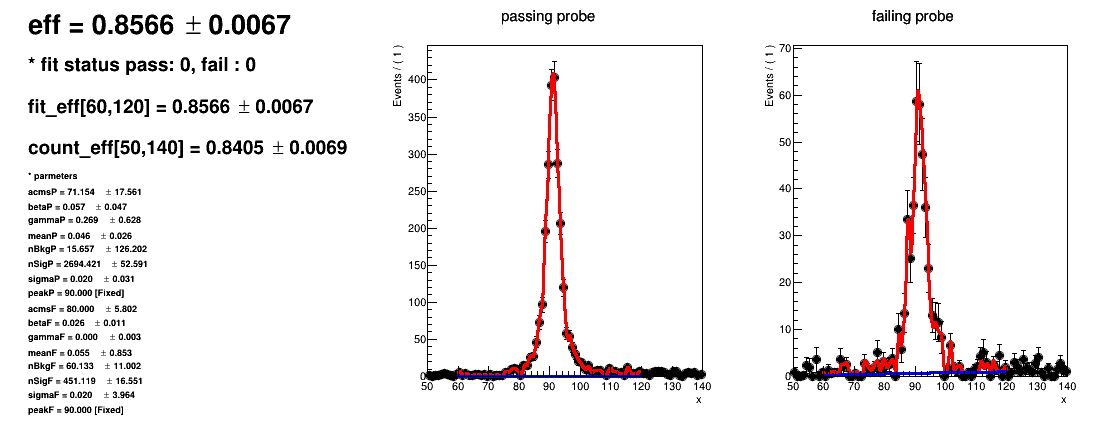 eff = 0.8566 ± 0.0067
* fit status pass: 0, fail : 0
fit_eff[60,120] = 0.8566 ± 0.0067
count_eff[50,140] = 0.8405 ± 0.0069
* parmeters
acmsP = 71.154 ± 17.561
betaP = 0.057 ± 0.047
gammaP = 0.269 ± 0.628
meanP = 0.046 ± 0.026
nBkgP = 15.657 ± 126.202
nSigP = 2694.421 ± 52.591
sigmaP = 0.020 ± 0.031
peakP = 90.000 [Fixed]
acmsF = 80.000 ± 5.802
betaF = 0.026 ± 0.011
gammaF = 0.000 ± 0.003
meanF = 0.055 ± 0.853
nBkgF = 60.133 ± 11.002
nSigF = 451.119 ± 16.551
sigmaF = 0.020 ± 3.964
peakF = 90.000 [Fixed]
passing probe
Events / ( 1 )
400
350
300
250
200
150
100
50
0
50 60 70 80 90 100 110 120 130 140
x
failing probe
Events / ( 1 )
70
60
50
40
30
20
10
0
50 60 70 80 90 100 110 120 130 140
x